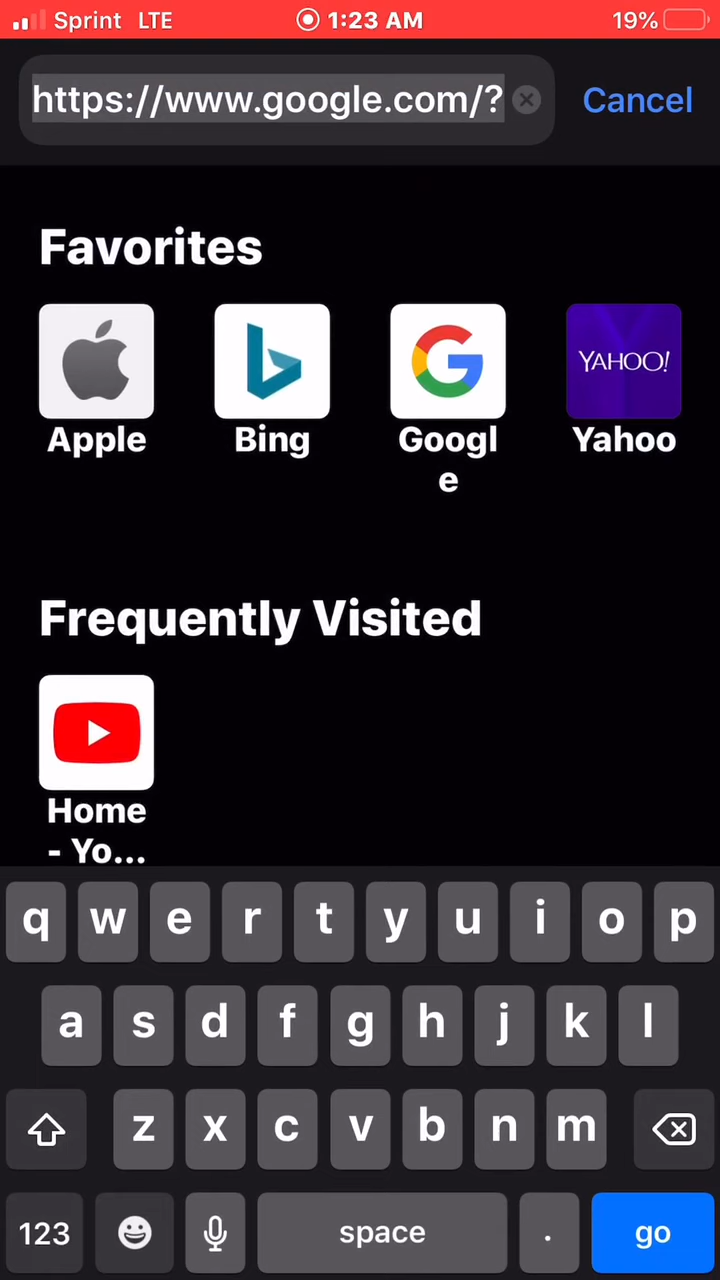 Sprint LTE 1:23 AM 19%
https://www.google.com/? Cancel
Favorites
YAHOO!
Apple Bing Googl Yahoo
e
Frequently Visited
Home
- Yo...
q w e r t y u i o p
a s d f g h j k l
z x c v b n m
123 space . go